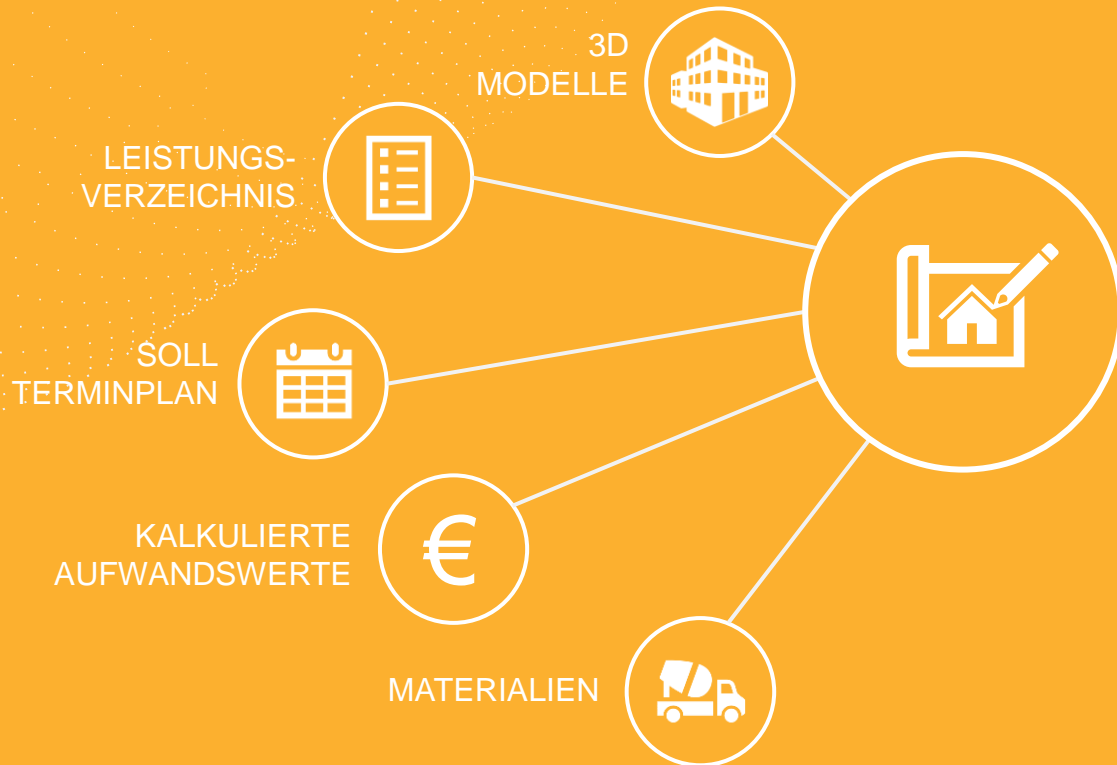 3D
MODELLE
LEISTUNGS-
VERZEICHNIS
SOLL
TERMINPLAN
KALKULIERTE
AUFWANDSWERTE
€
MATERIALIEN